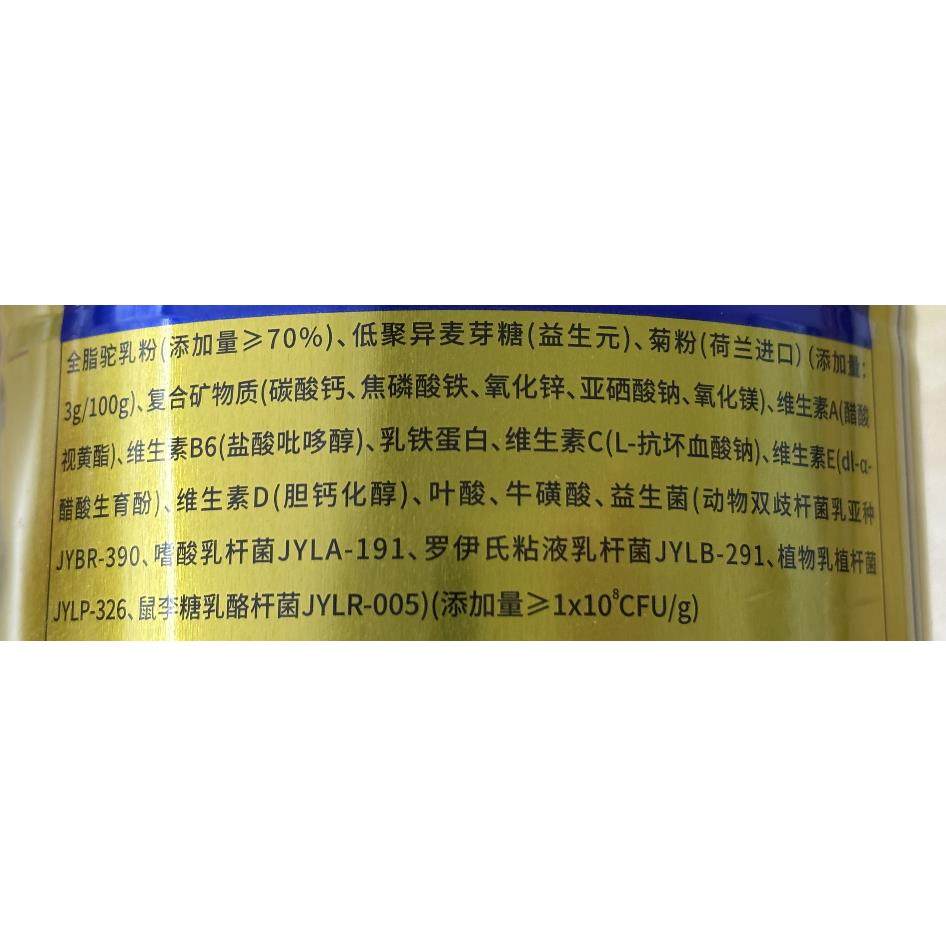 全脂驼乳粉(添加量≥70%)、低聚异麦芽糖(益生元)、菊粉(荷兰进口)(添加量:
3g/100g)、复合矿物质(碳酸钙、焦磷酸铁、氧化锌、亚硒酸钠、氧化镁)、维生素A(醋酸
视黄酯)、维生素B6(盐酸吡哆醇)、乳铁蛋白、维生素C(L-抗坏血酸钠)、维生素E(dl-α-
醋酸生育酚)、维生素D(胆钙化醇)、叶酸、牛磺酸、益生菌(动物双歧杆菌乳亚种
JYBR-390、嗜酸乳杆菌JYLA-191、罗伊氏粘液乳杆菌JYLB-291、植物乳植杆菌
JYLP-326、鼠李糖乳酪杆菌JYLR-005)(添加量≥1x10⁸CFU/g)